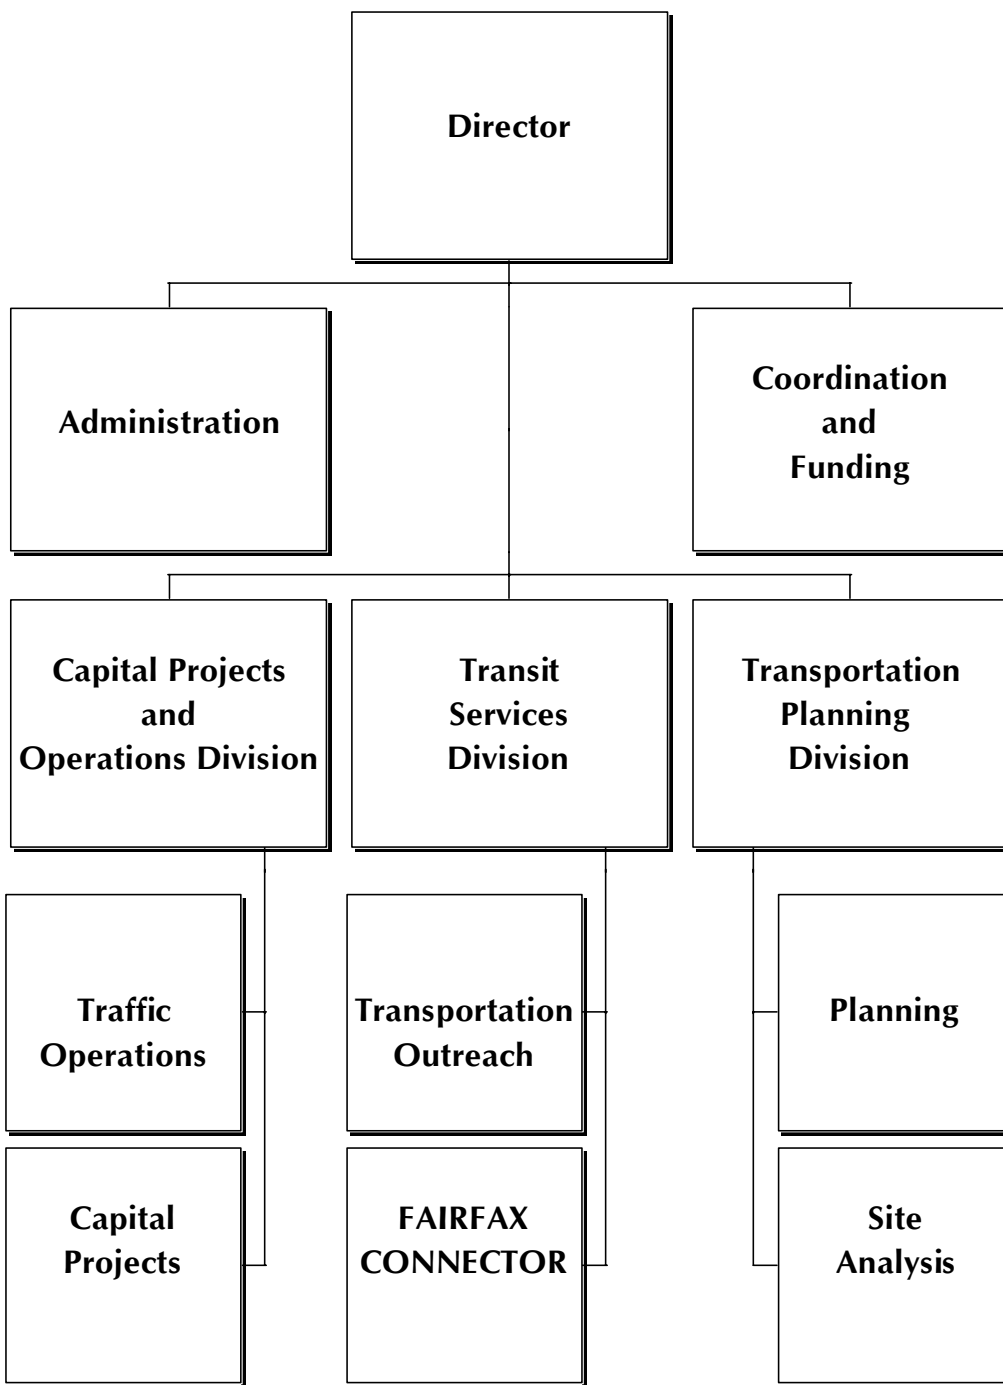 Director
Administration
Coordination
and
Funding
Capital Projects
and
Operations Division
Transit
Services
Division
Transportation
Planning
Division
Traffic
Operations
Transportation
Outreach
Planning
Capital
Projects
FAIRFAX
CONNECTOR
Site
Analysis